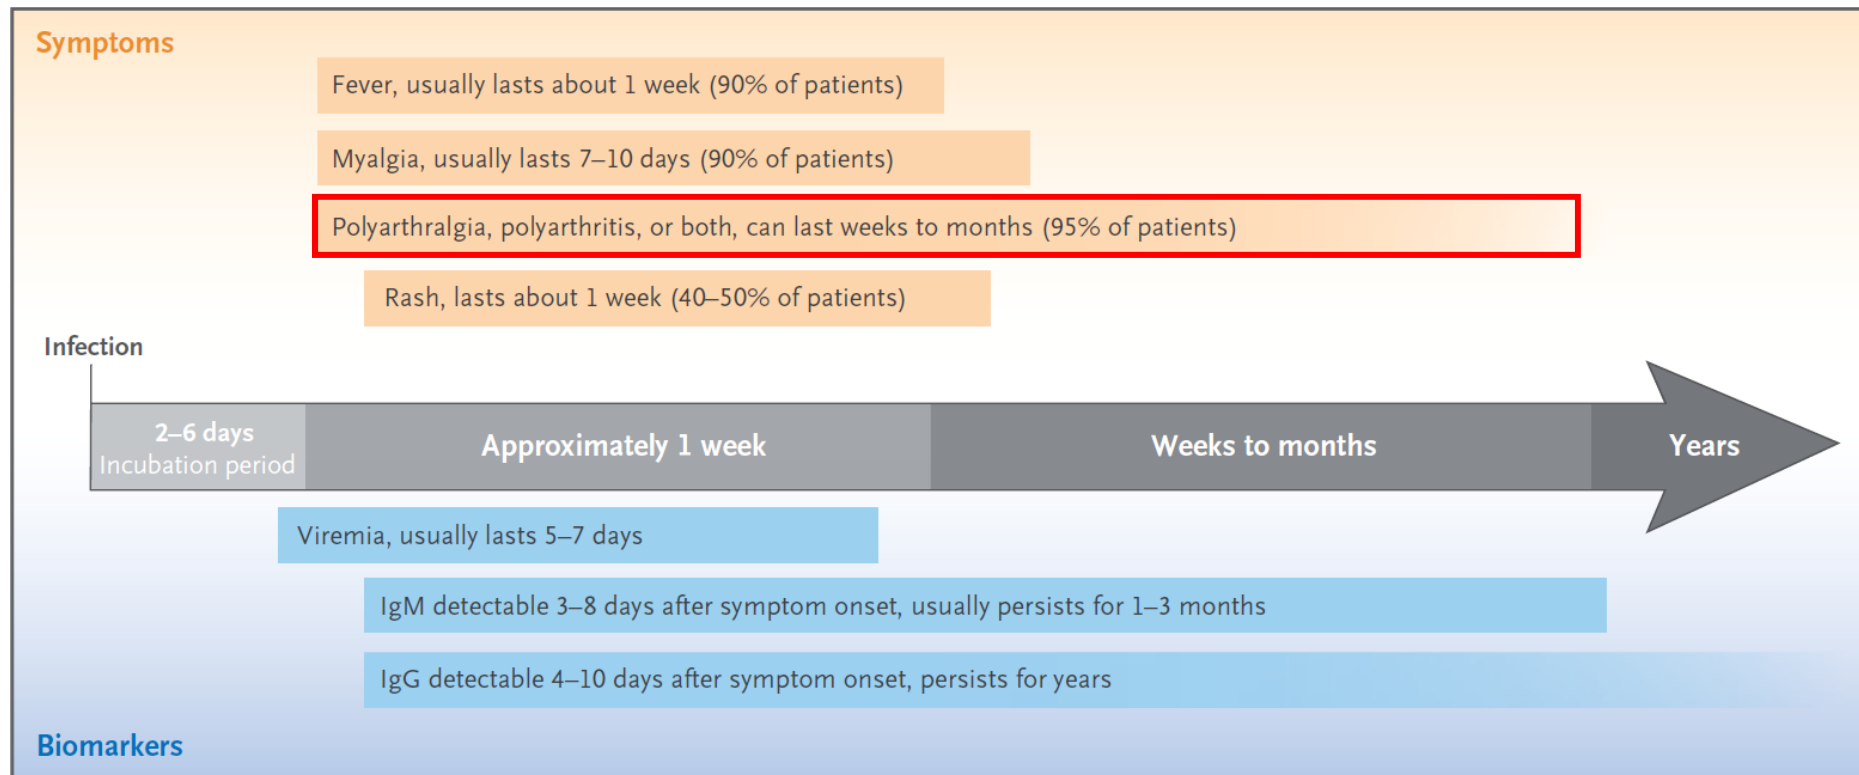 Symptoms
Fever, usually lasts about 1 week (90% of patients)
Myalgia, usually lasts 7–10 days (90% of patients)
Polyarthralgia, polyarthritis, or both, can last weeks to months (95% of patients)
Rash, lasts about 1 week (40–50% of patients)
Infection
2–6 days
Incubation period
Approximately 1 week
Weeks to months
Years
Viremia, usually lasts 5–7 days
IgM detectable 3–8 days after symptom onset, usually persists for 1–3 months
IgG detectable 4–10 days after symptom onset, persists for years
Biomarkers